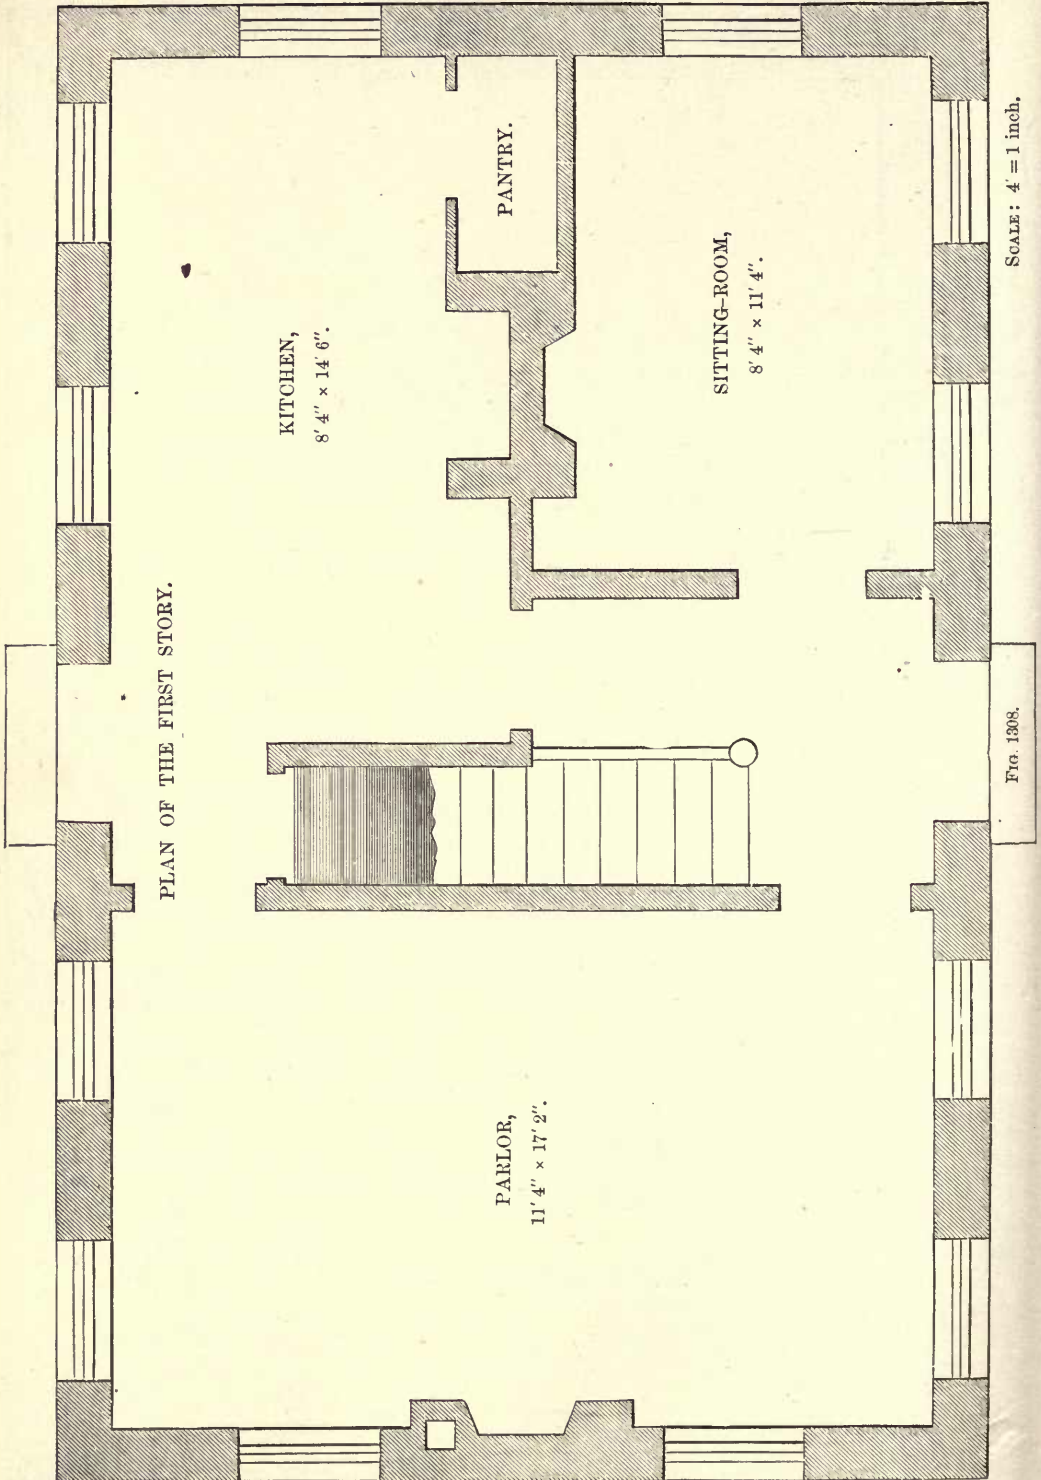 PLAN OF THE FIRST STORY.
KITCHEN,
8' 4" × 14' 6".
PANTRY.
SITTING-ROOM,
8' 4" × 11' 4".
PARLOR,
11' 4" × 17' 2".
FIG. 1308.
SCALE: 4' = 1 inch.